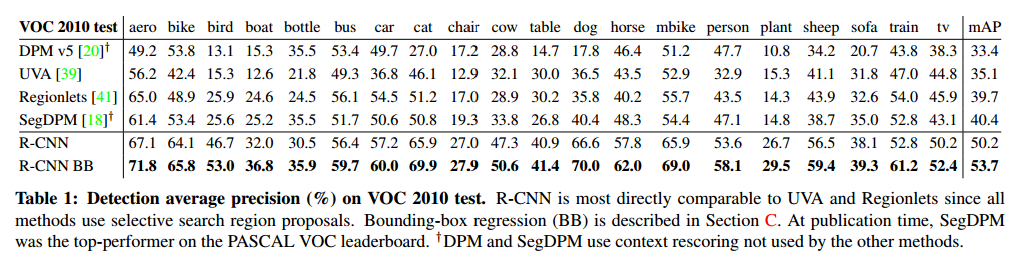 VOC 2010 test aero bike bird boat bottle bus car cat chair cow table dog horse mbike person plant sheep sofa train tv mAP
DPM v5 [20]† 49.2 53.8 13.1 15.3 35.5 53.4 49.7 27.0 17.2 28.8 14.7 17.8 46.4 51.2 47.7 10.8 34.2 20.7 43.8 38.3 33.4
UVA [39] 56.2 42.4 15.3 12.6 21.8 49.3 36.8 46.1 12.9 32.1 30.0 36.5 43.5 52.9 32.9 15.3 41.1 31.8 47.0 44.8 35.1
Regionlets [41] 65.0 48.9 25.9 24.6 24.5 56.1 54.5 51.2 17.0 28.9 30.2 35.8 40.2 55.7 43.5 14.3 43.9 32.6 54.0 45.9 39.7
SegDPM [18]† 61.4 53.4 25.6 25.2 35.5 51.7 50.6 50.8 19.3 33.8 26.8 40.4 48.3 54.4 47.1 14.8 38.7 35.0 52.8 43.1 40.4
R-CNN 67.1 64.1 46.7 32.0 30.5 56.4 57.2 65.9 27.0 47.3 40.9 66.6 57.8 65.9 53.6 26.7 56.5 38.1 52.8 50.2 50.2
R-CNN BB 71.8 65.8 53.0 36.8 35.9 59.7 60.0 69.9 27.9 50.6 41.4 70.0 62.0 69.0 58.1 29.5 59.4 39.3 61.2 52.4 53.7
Table 1: Detection average precision (%) on VOC 2010 test. R-CNN is most directly comparable to UVA and Regionlets since all
methods use selective search region proposals. Bounding-box regression (BB) is described in Section C. At publication time, SegDPM
was the top-performer on the PASCAL VOC leaderboard. †DPM and SegDPM use context rescoring not used by the other methods.